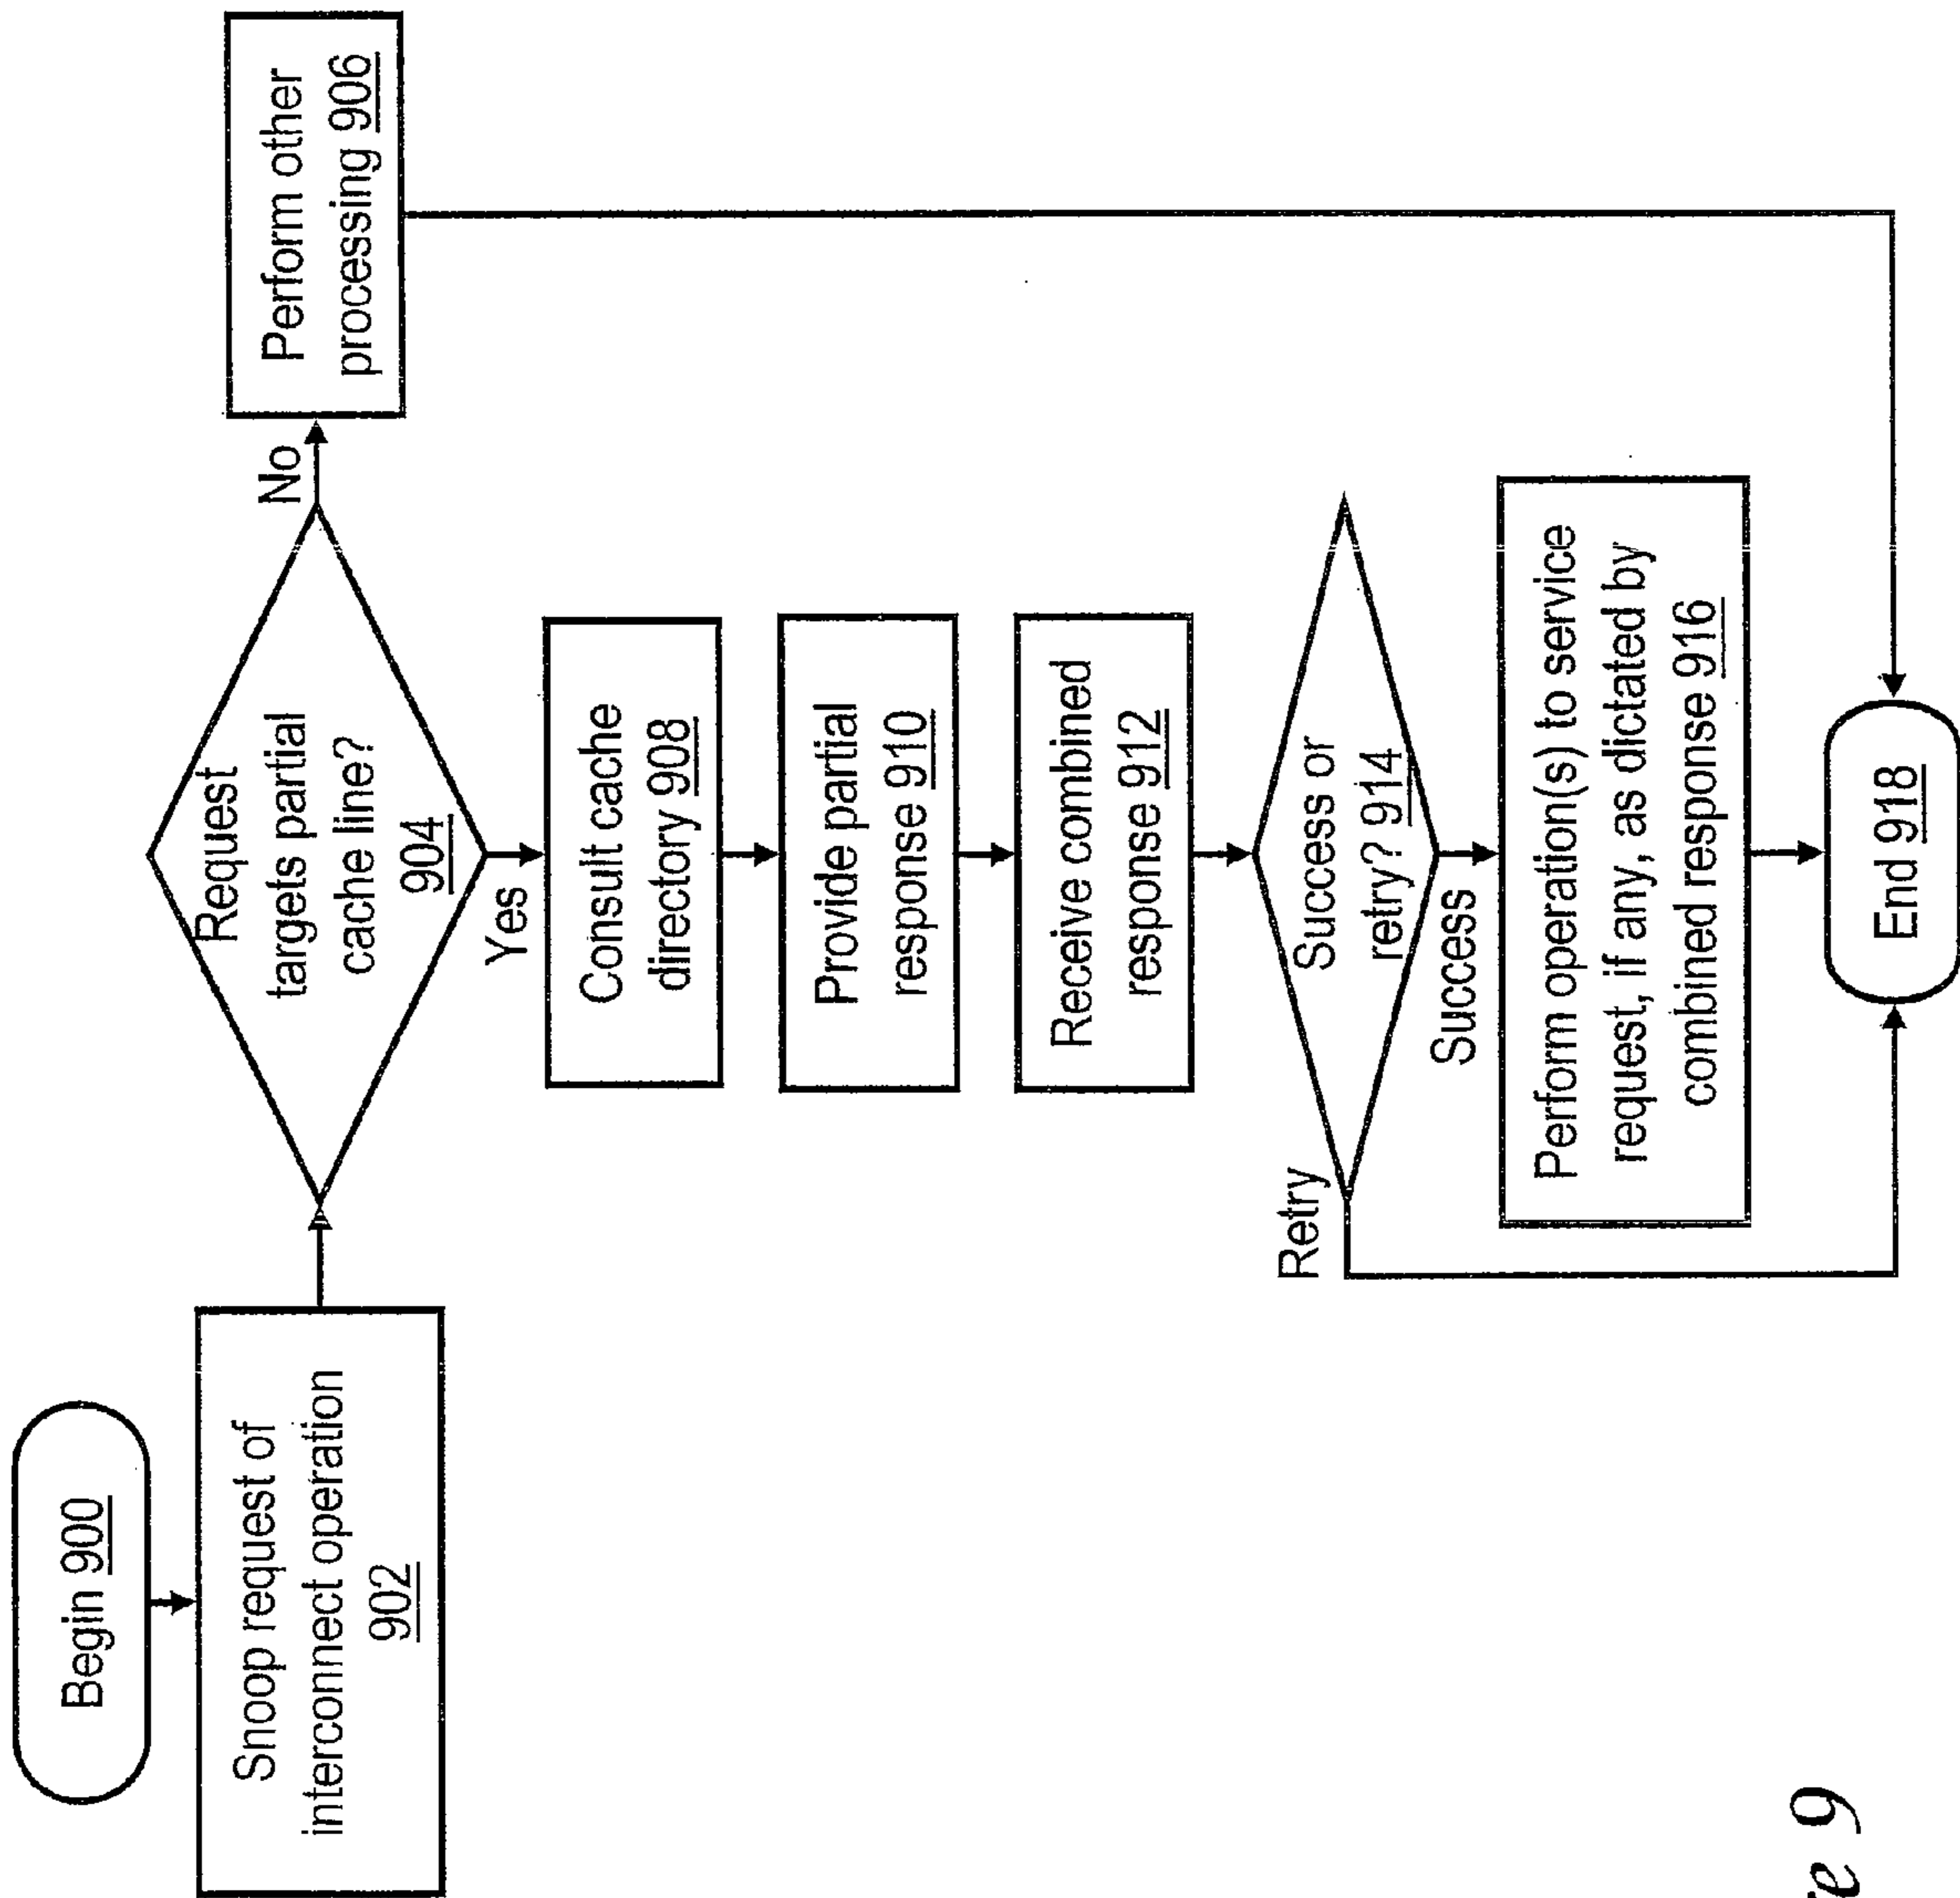 Begin 900
Snoop request of
interconnect operation
902
Request
targets partial
cache line?
904
No
Perform other
processing 906
Yes
Consult cache
directory 908
Provide partial
response 910
Receive combined
response 912
Success or
retry? 914
Retry
Success
Perform operation(s) to service
request, if any, as dictated by
combined response 916
End 918
9